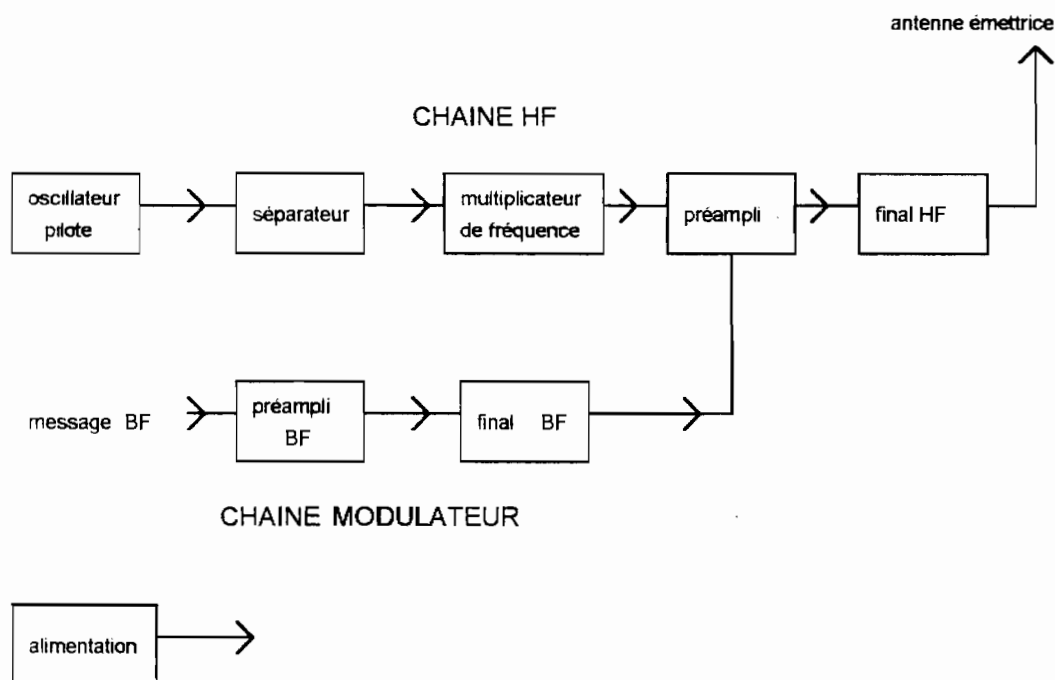 antenne émettrice
CHAINE HF
oscillateur
pilote
séparateur
multiplicateur
de fréquence
préampli
final HF
message BF
préampli
BF
final BF
CHAINE MODULATEUR
alimentation